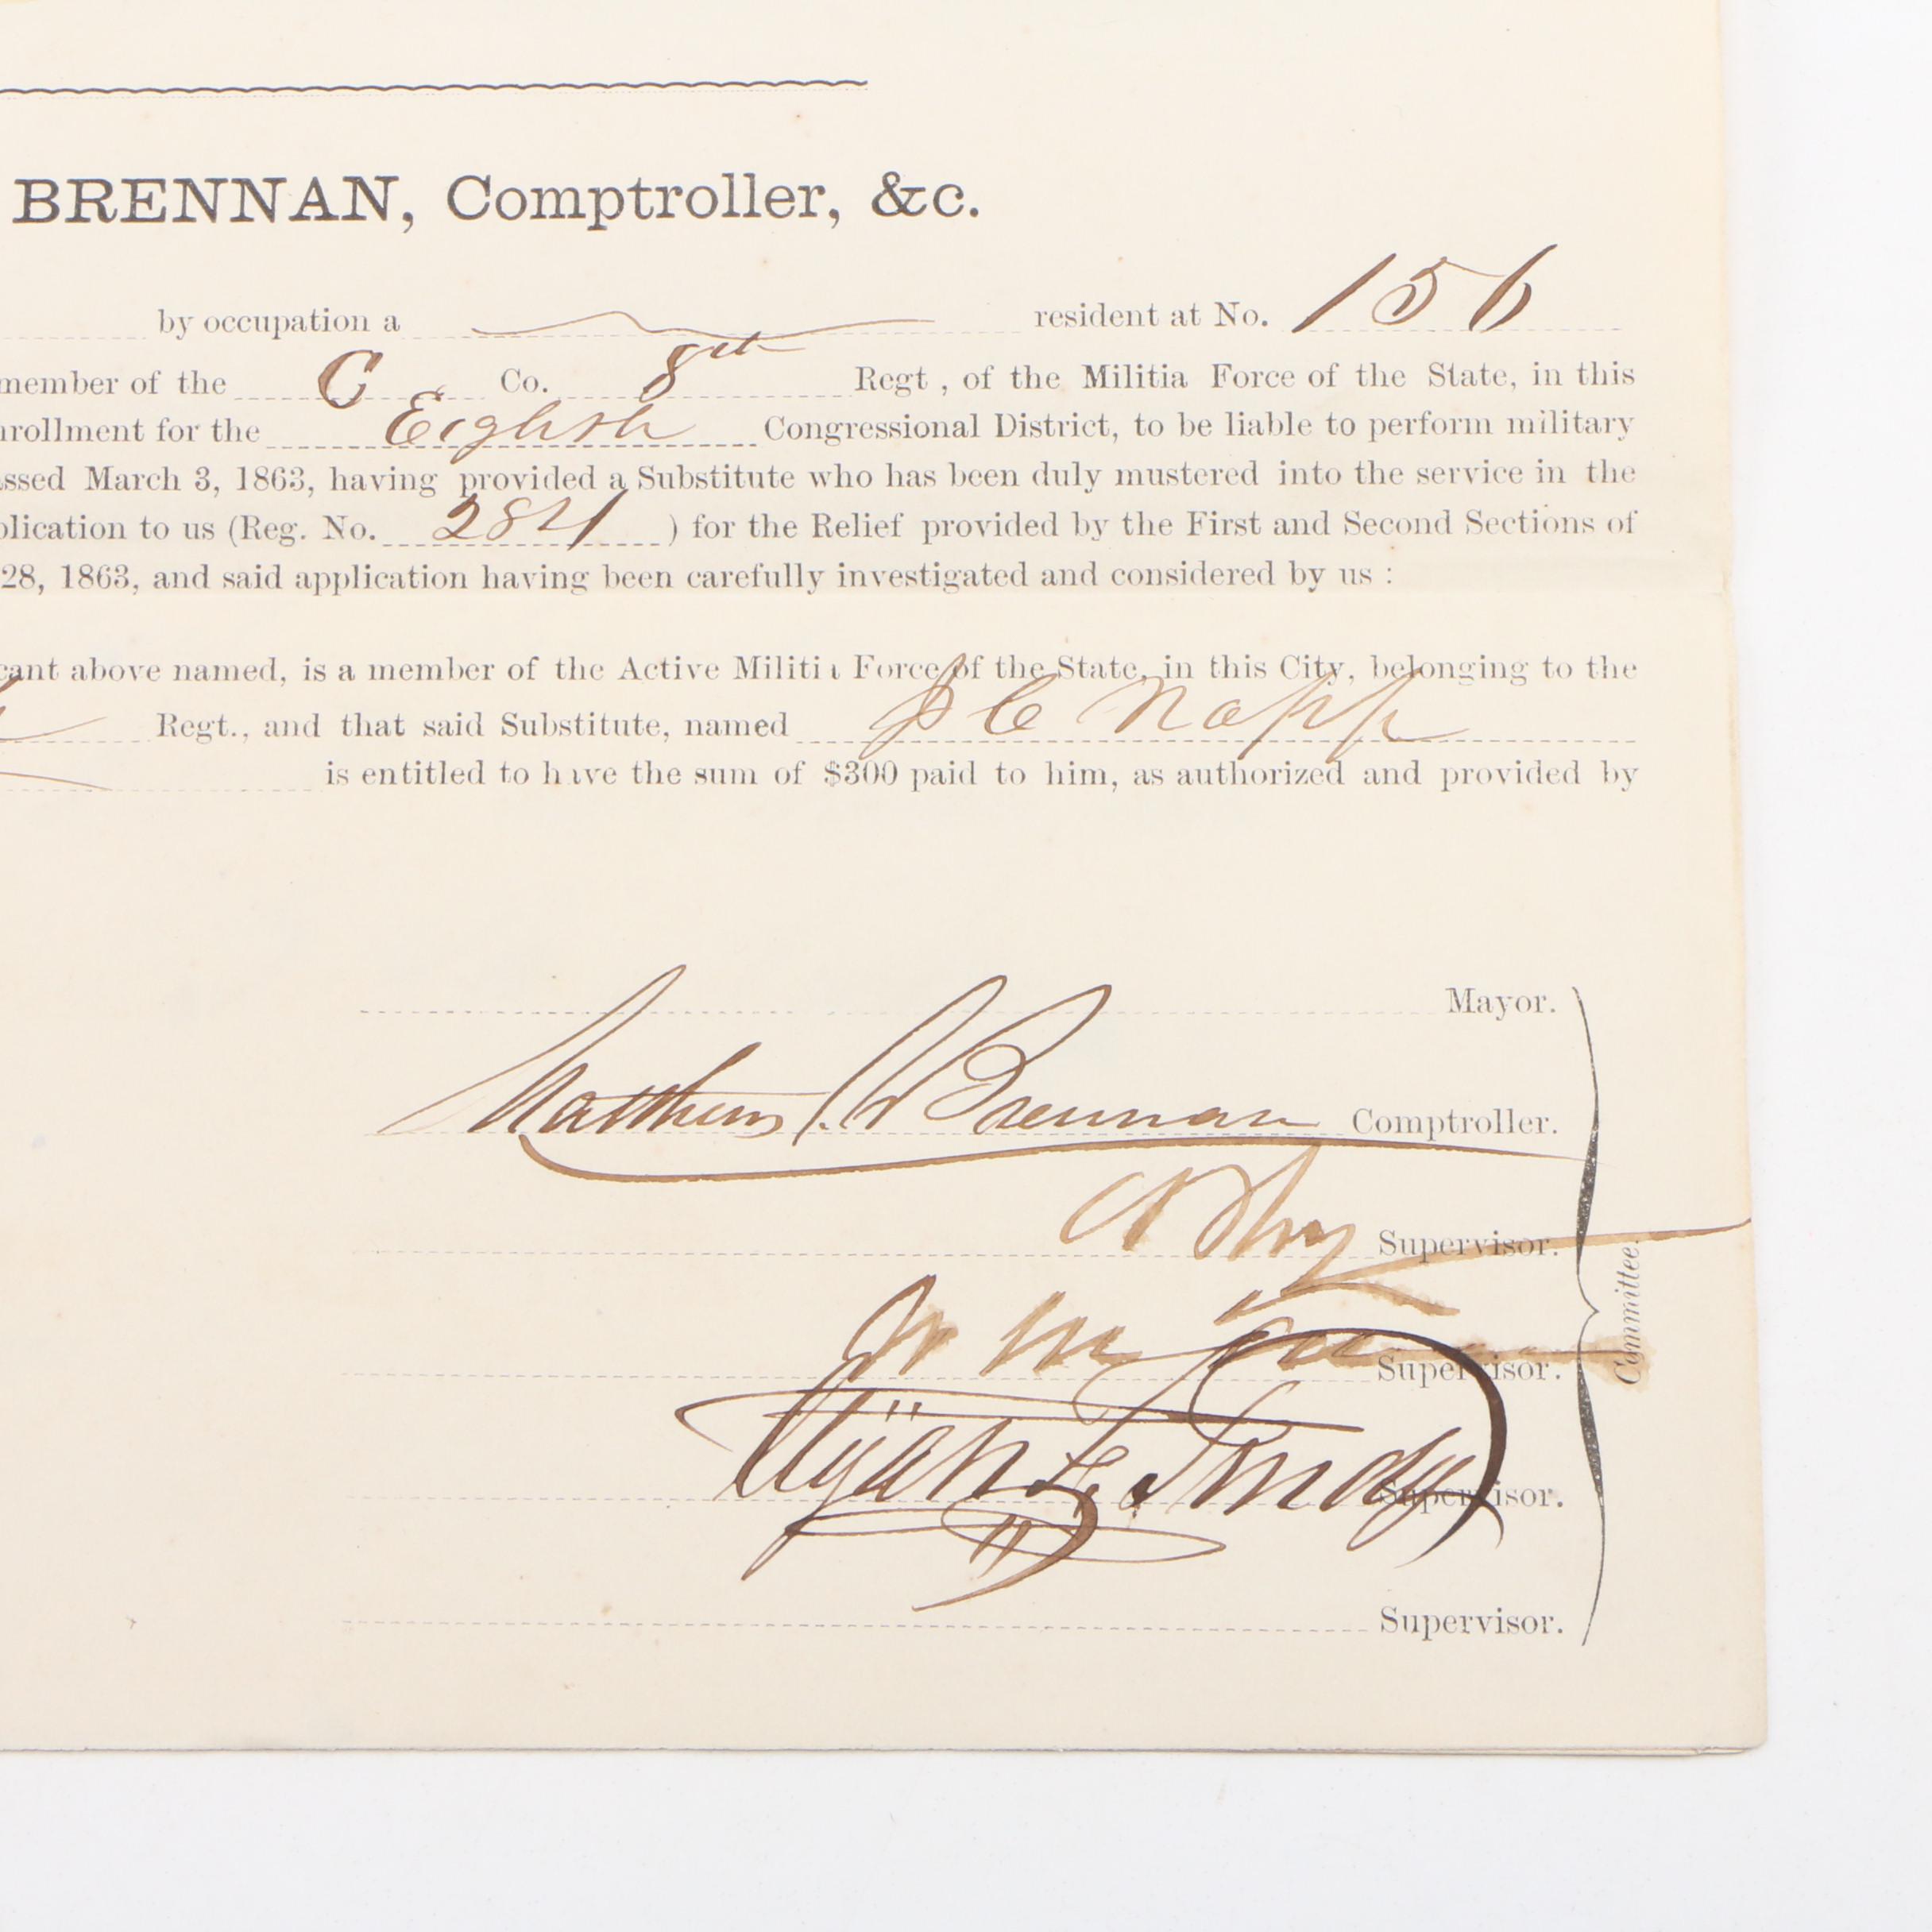 BRENNAN, Comptroller, &c.
by occupation a resident at No. 156
member of the C Co. 8th Regt, of the Militia Force of the State, in this
nrollment for the Eighth Congressional District, to be liable to perform military
assed March 3, 1863, having provided a Substitute who has been duly mustered into the service in the
plication to us (Reg. No. 2821 ) for the Relief provided by the First and Second Sections of
28, 1863, and said application having been carefully investigated and considered by us :
cant above named, is a member of the Active Militia Force of the State, in this City, belonging to the
Regt., and that said Substitute, named
is entitled to have the sum of $300 paid to him, as authorized and provided by
Mayor.
Matthew Brennan Comptroller.
Supervisor.
Supervisor.
Elijah Purdy Supervisor.
Supervisor.
Committee.